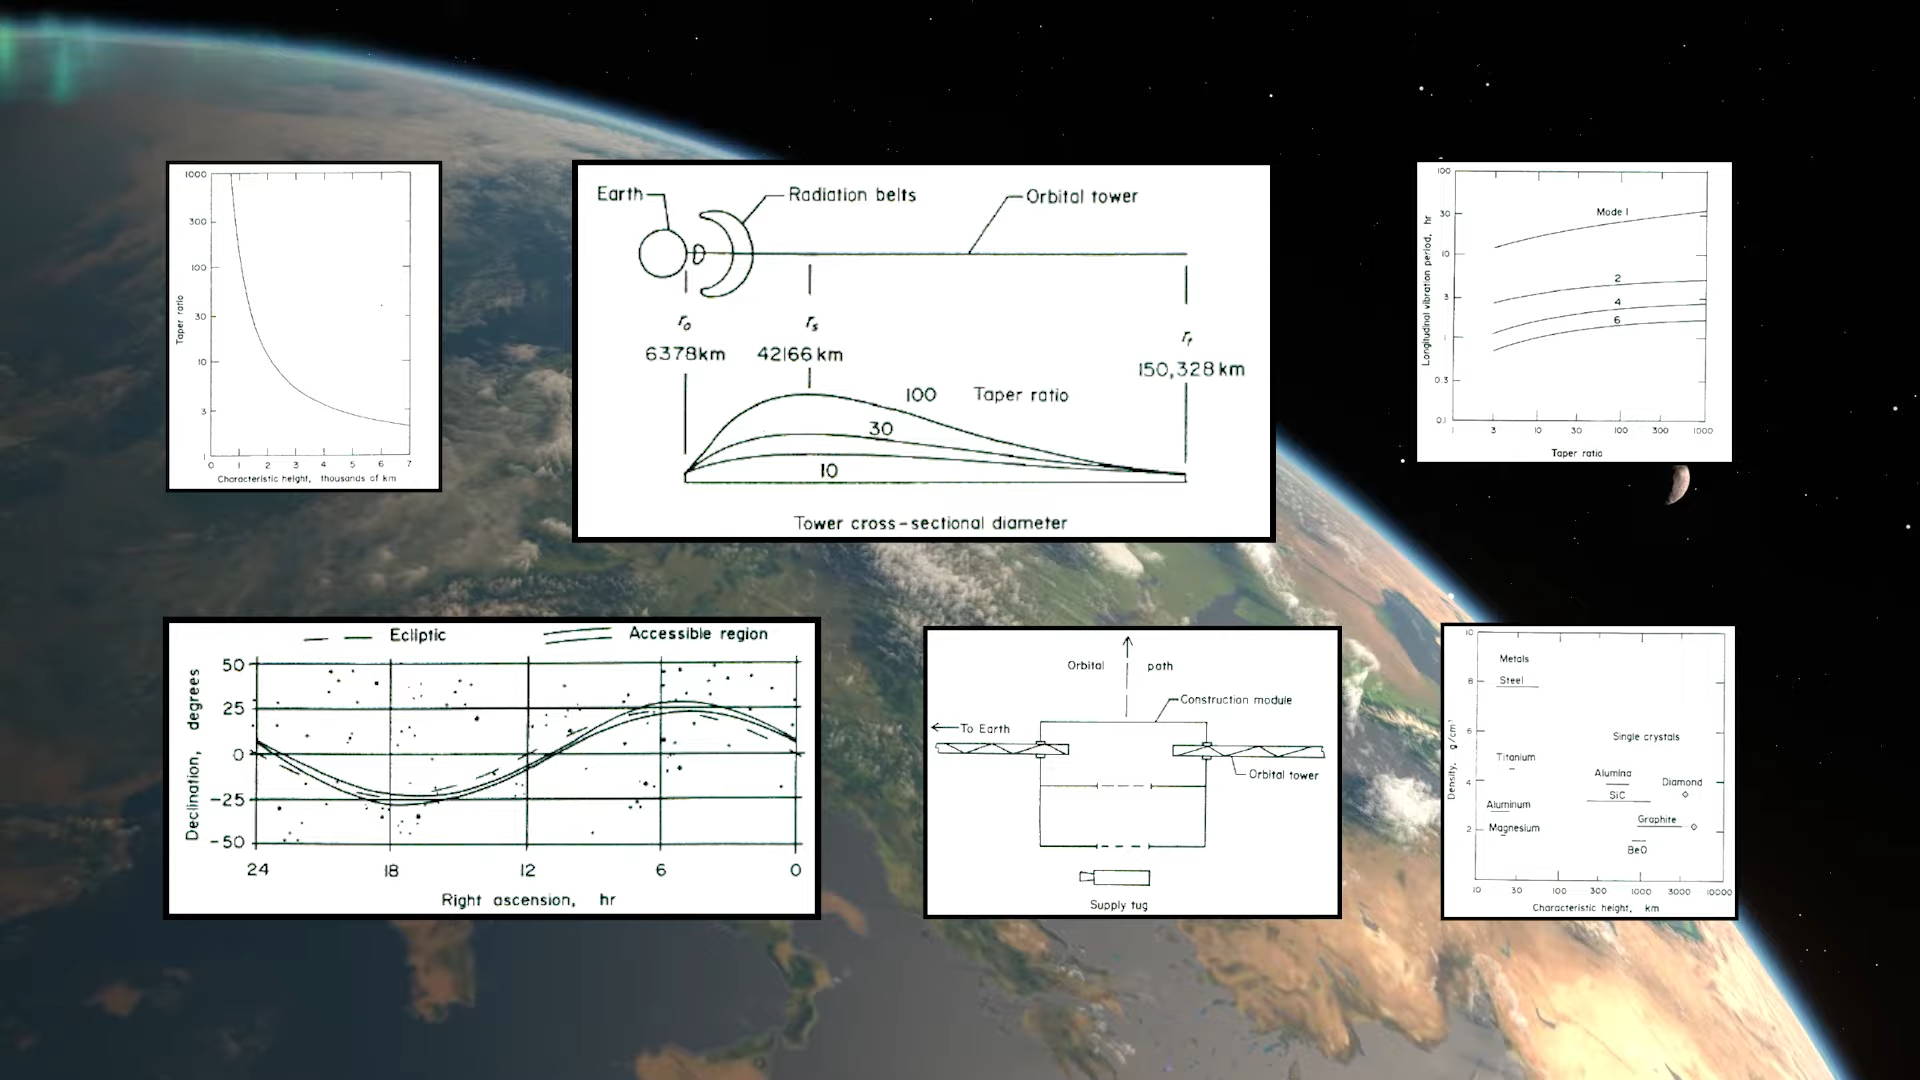 1000
300
100
30
10
3
1
Taper ratio
0 1 2 3 4 5 6 7
Characteristic height, thousands of km
Earth
Radiation belts
Orbital tower
r₀
rₛ
rₜ
6378km
42166 km
150,328 km
100
Taper ratio
30
10
Tower cross-sectional diameter
100
30
10
3
1
0.3
0.1
Longitudinal vibration period, hr
Mode 1
2
4
6
1 3 10 30 100 300 1000
Taper ratio
Ecliptic
Accessible region
50
25
0
-25
-50
Declination, degrees
24 18 12 6 0
Right ascension, hr
Orbital path
Construction module
To Earth
Orbital tower
Supply tug
10
8
6
4
2
Density, g/cm³
Metals
Steel
Single crystals
Titanium
Alumina
Diamond
SiC
Aluminum
Graphite
Magnesium
BeO
10 30 100 300 1000 3000 10000
Characteristic height, km